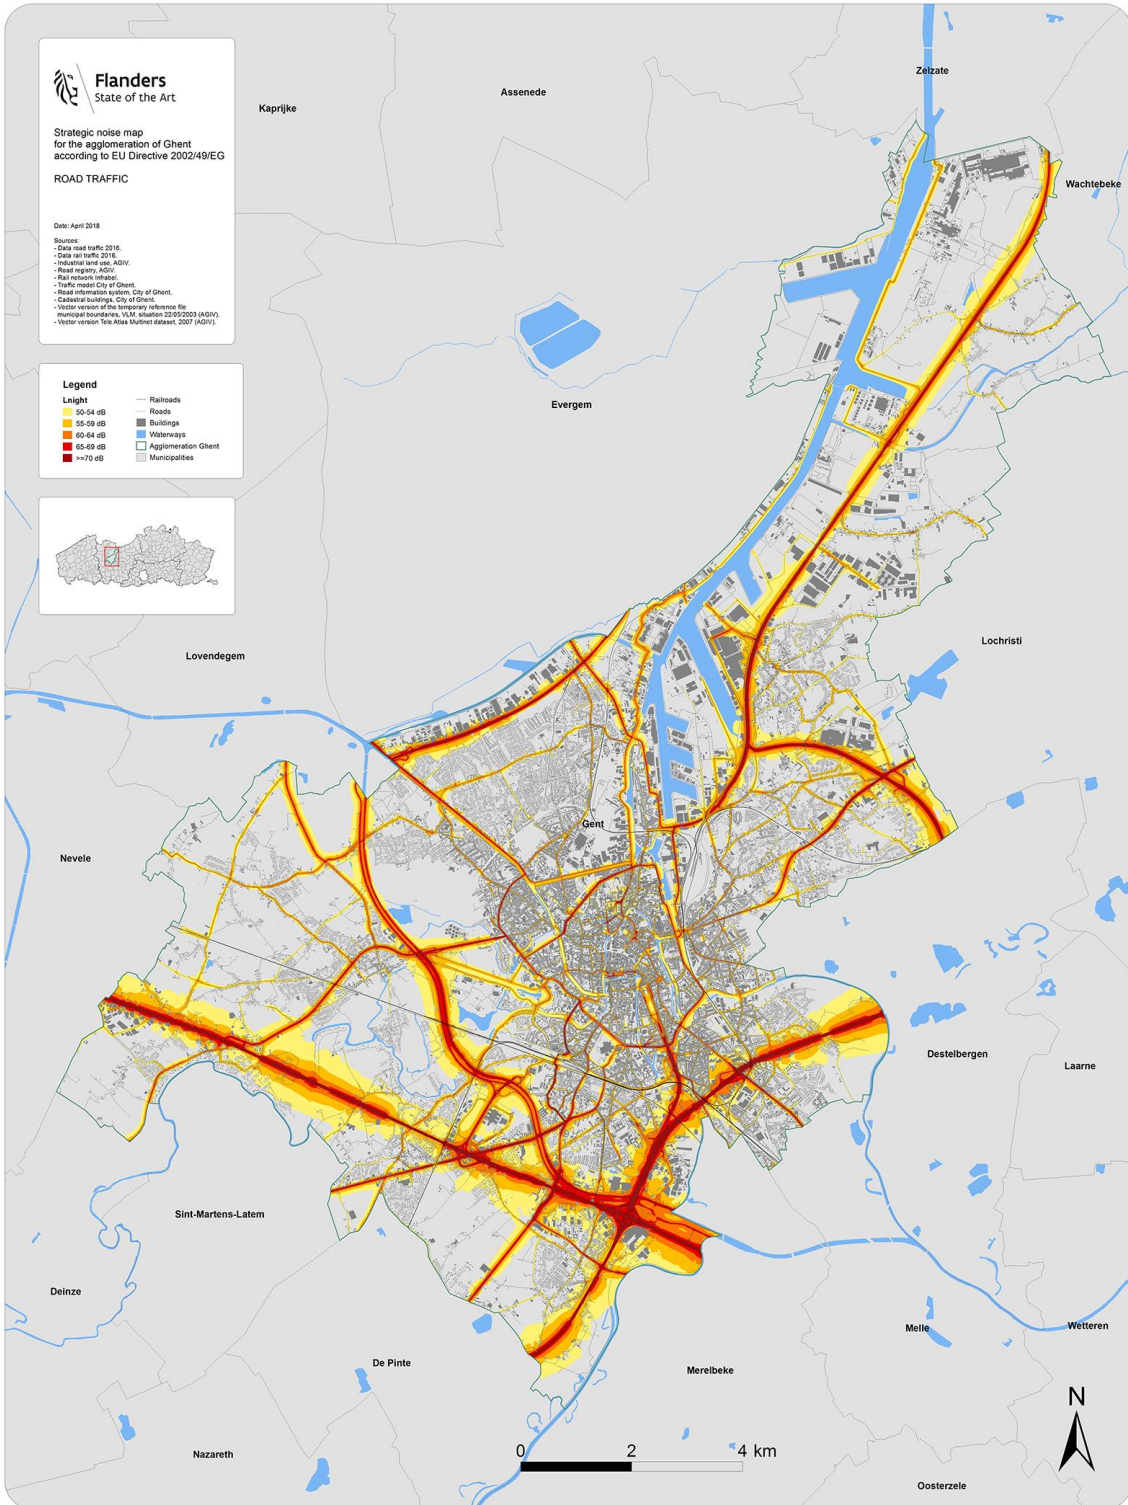 Flanders
State of the Art
Strategic noise map
for the agglomeration of Ghent
according to EU Directive 2002/49/EG
ROAD TRAFFIC
Date: April 2018
Sources:
- Data road traffic 2016.
- Data rail traffic 2016.
- Industrial land use, AGIV.
- Road registry, AGIV.
- Rail network Infrabel.
- Traffic model City of Ghent.
- Road information system, City of Ghent.
- Cadastral buildings, City of Ghent.
- Vector version of the temporary reference file
municipal boundaries, VLM, situation 22/05/2003 (AGIV).
- Vector version Tele Atlas Multinet dataset, 2007 (AGIV).
Legend
Lnight
50-54 dB
55-59 dB
60-64 dB
65-69 dB
>=70 dB
Railroads
Roads
Buildings
Waterways
Agglomeration Ghent
Municipalities
Zelzate
Assenede
Kaprijke
Wachtebeke
Evergem
Lochristi
Lovendegem
Gent
Nevele
Destelbergen
Laarne
Sint-Martens-Latem
Deinze
Melle
Wetteren
De Pinte
Merelbeke
Nazareth
Oosterzele
N
0 2 4 km